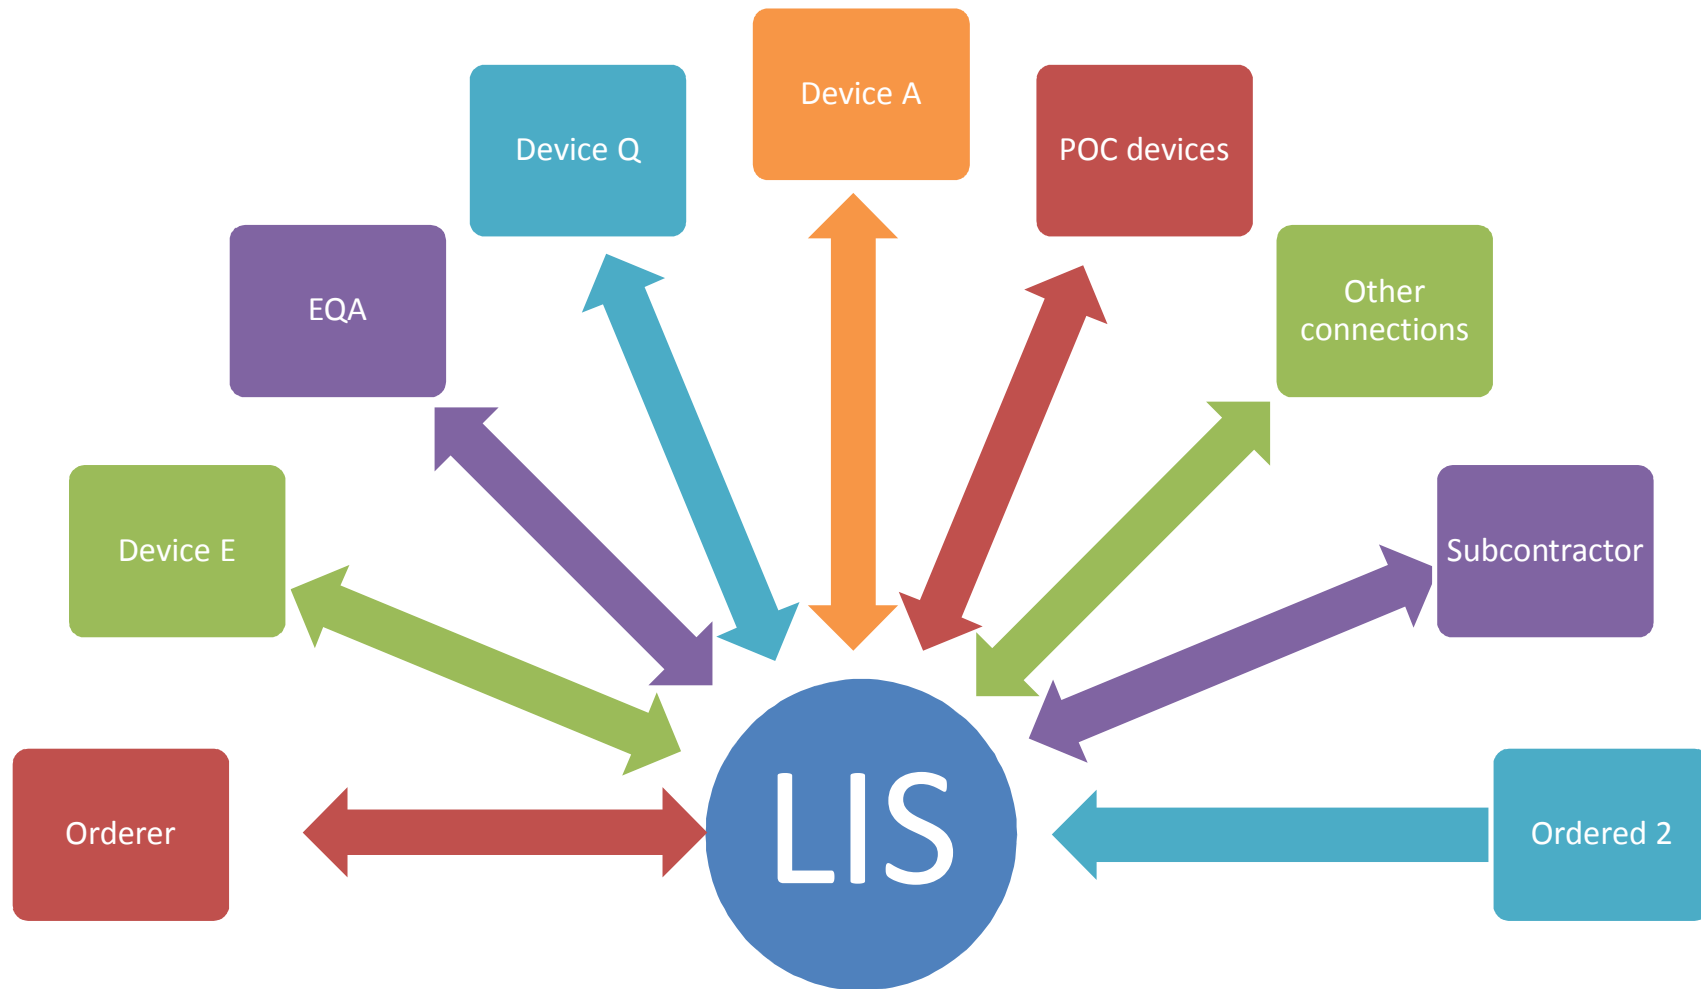 Device A
Device Q
POC devices
EQA
Other
connections
Device E
Subcontractor
Orderer
LIS
Ordered 2